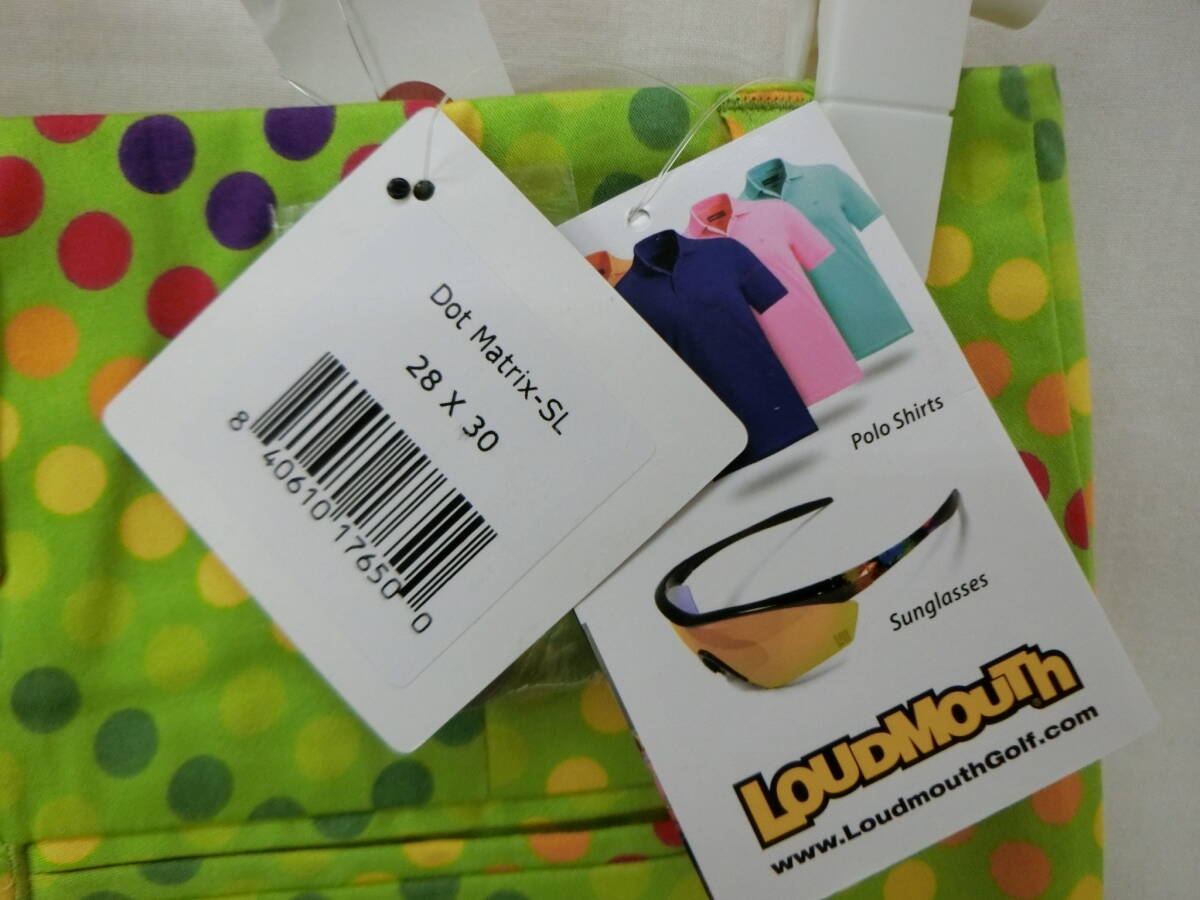 Dot Matrix-SL
28 X 30
8 40610 17650 0
Polo Shirts
Sunglasses
LOUDMOUTh
www.LoudmouthGolf.com